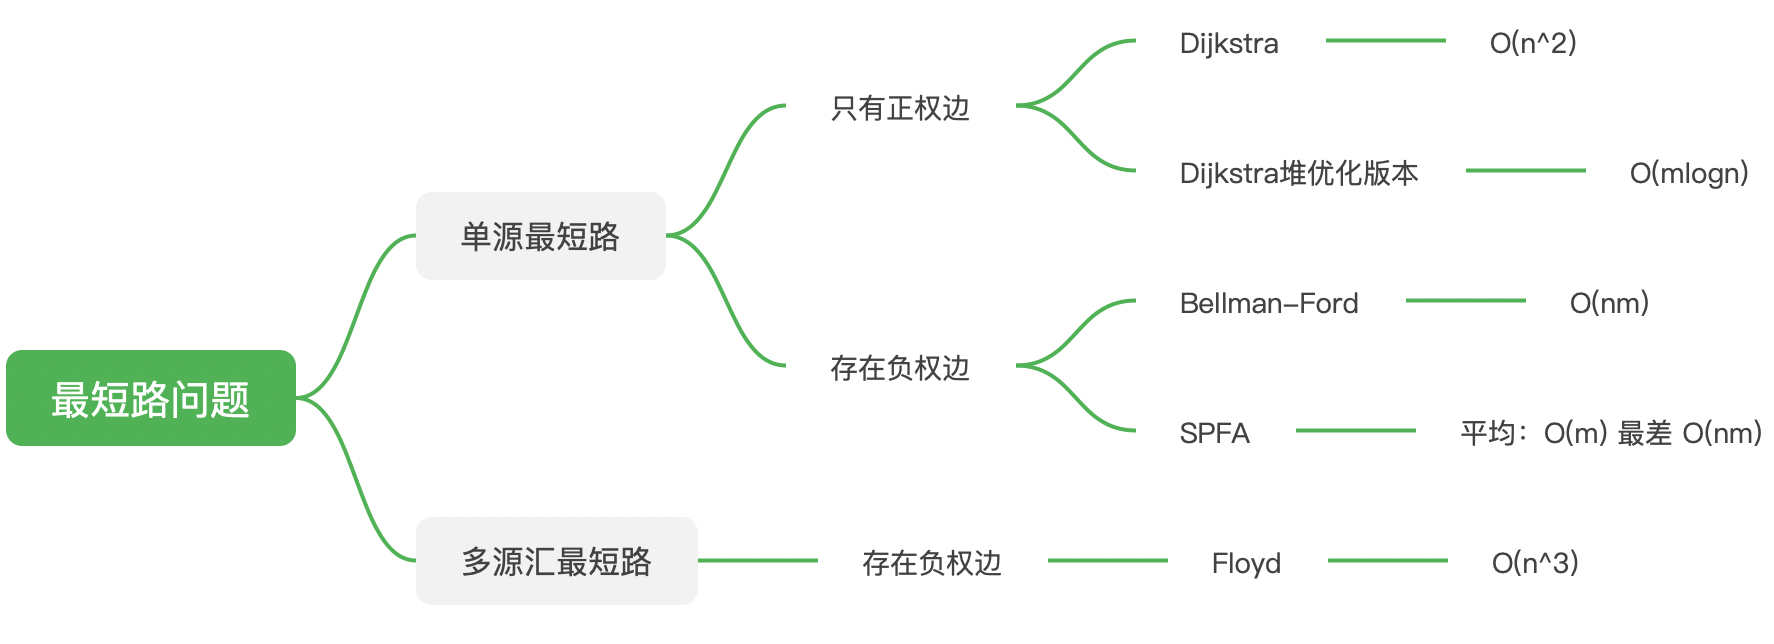 最短路问题
单源最短路
只有正权边
Dijkstra
O(n^2)
Dijkstra堆优化版本
O(mlogn)
存在负权边
Bellman-Ford
O(nm)
SPFA
平均：O(m) 最差 O(nm)
多源汇最短路
存在负权边
Floyd
O(n^3)